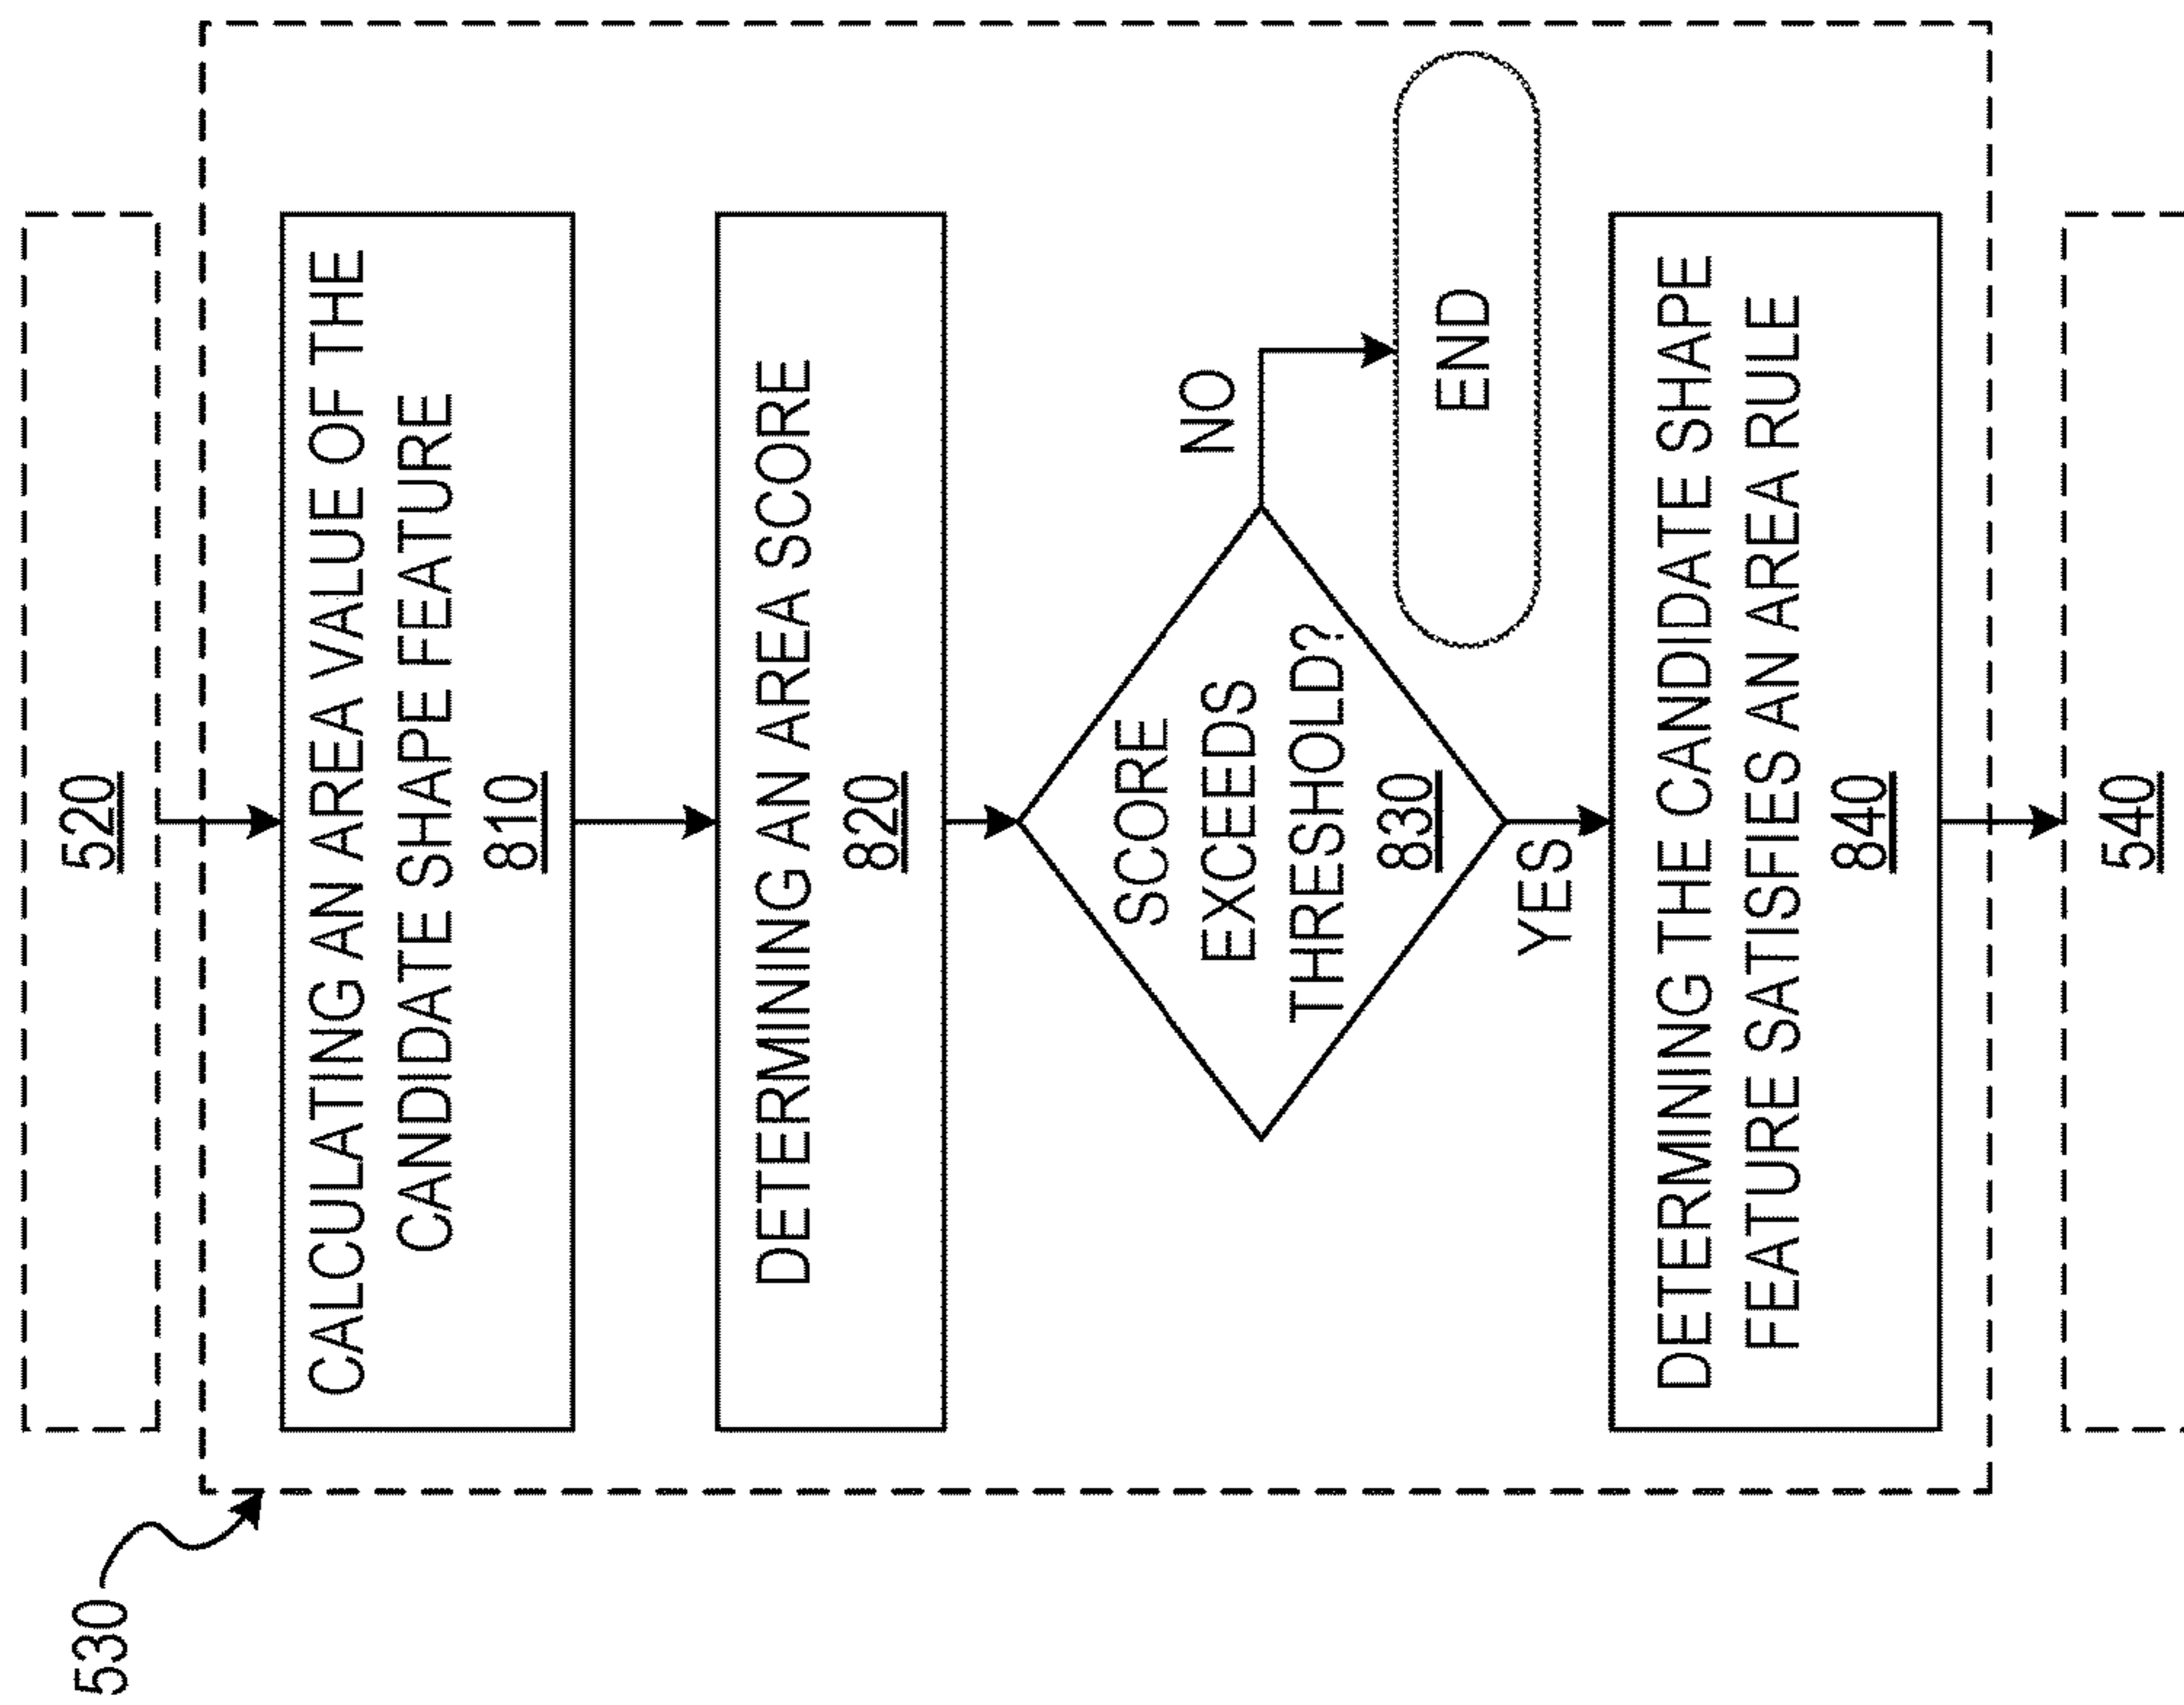 530
520
CALCULATING AN AREA VALUE OF THE
CANDIDATE SHAPE FEATURE
810
DETERMINING AN AREA SCORE
820
SCORE
EXCEEDS
THRESHOLD?
830
NO
END
YES
DETERMINING THE CANDIDATE SHAPE
FEATURE SATISFIES AN AREA RULE
840
540